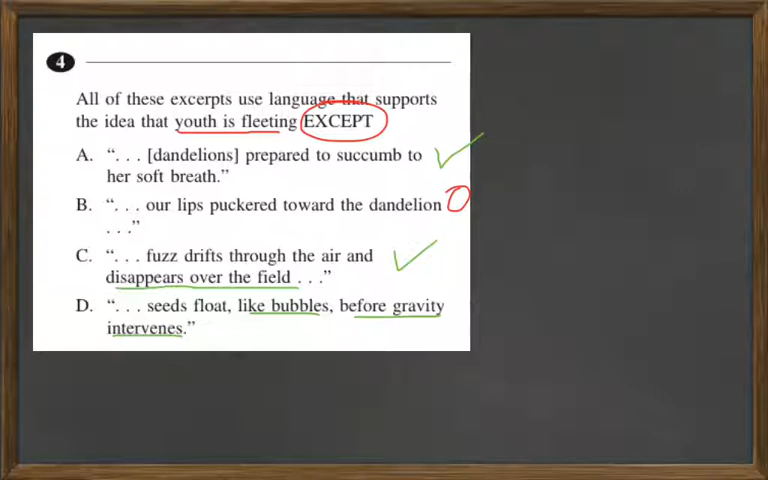 4
All of these excerpts use language that supports
the idea that youth is fleeting EXCEPT
A. “. . . [dandelions] prepared to succumb to
her soft breath.”
B. “. . . our lips puckered toward the dandelion
. . .”
C. “. . . fuzz drifts through the air and
disappears over the field . . .”
D. “. . . seeds float, like bubbles, before gravity
intervenes.”